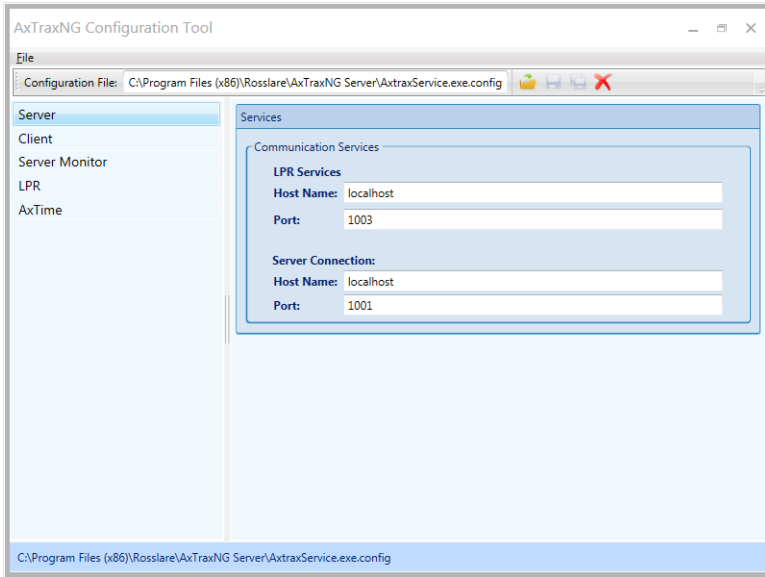 AxTraxNG Configuration Tool
File
Configuration File: C:\Program Files (x86)\Rosslare\AxTraxNG Server\AxtraxService.exe.config
Server
Client
Server Monitor
LPR
AxTime
Services
Communication Services
LPR Services
Host Name: localhost
Port: 1003
Server Connection:
Host Name: localhost
Port: 1001
C:\Program Files (x86)\Rosslare\AxTraxNG Server\AxtraxService.exe.config